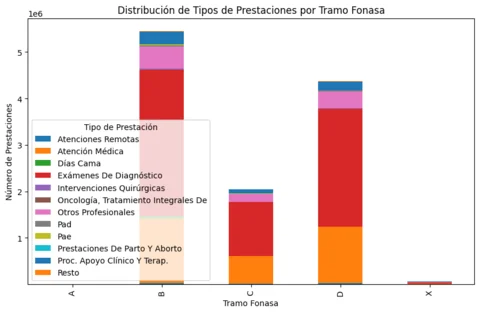 Distribución de Tipos de Prestaciones por Tramo Fonasa
1e6
5
4
3
2
1
Número de Prestaciones
Tipo de Prestación
Atenciones Remotas
Atención Médica
Días Cama
Exámenes De Diagnóstico
Intervenciones Quirúrgicas
Oncología, Tratamiento Integrales De
Otros Profesionales
Pad
Pae
Prestaciones De Parto Y Aborto
Proc. Apoyo Clínico Y Terap.
Resto
A
B
C
D
X
Tramo Fonasa